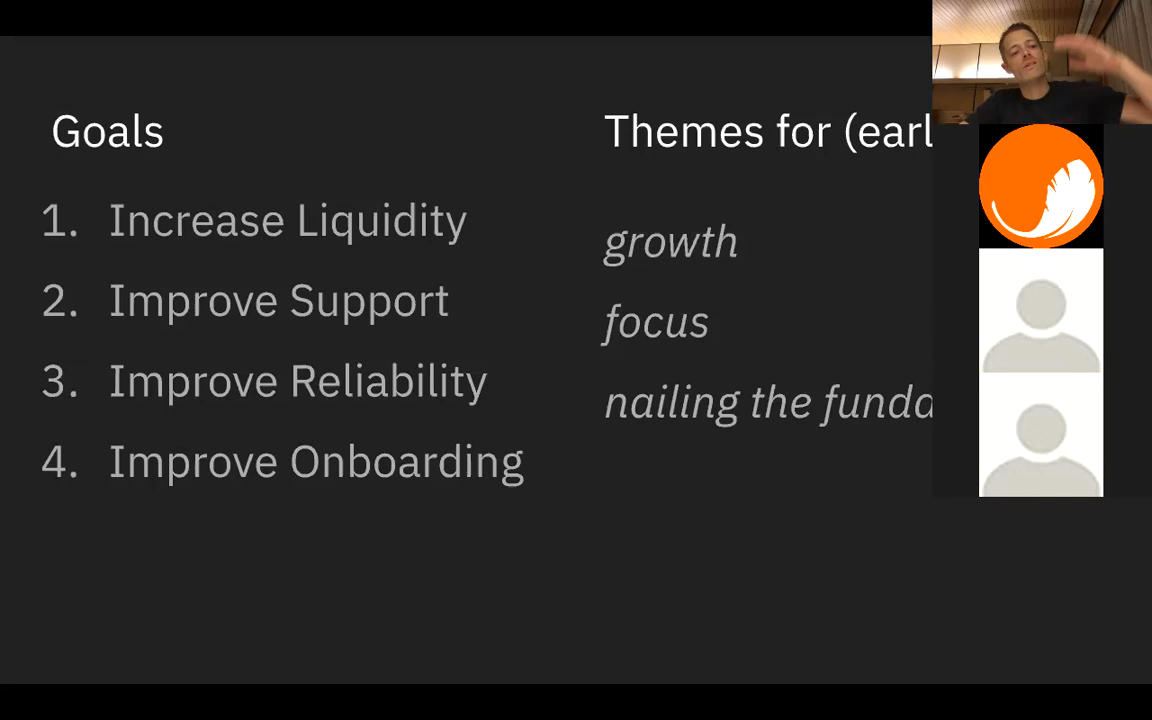 Goals
1. Increase Liquidity
2. Improve Support
3. Improve Reliability
4. Improve Onboarding
Themes for (earl
growth
focus
nailing the funda